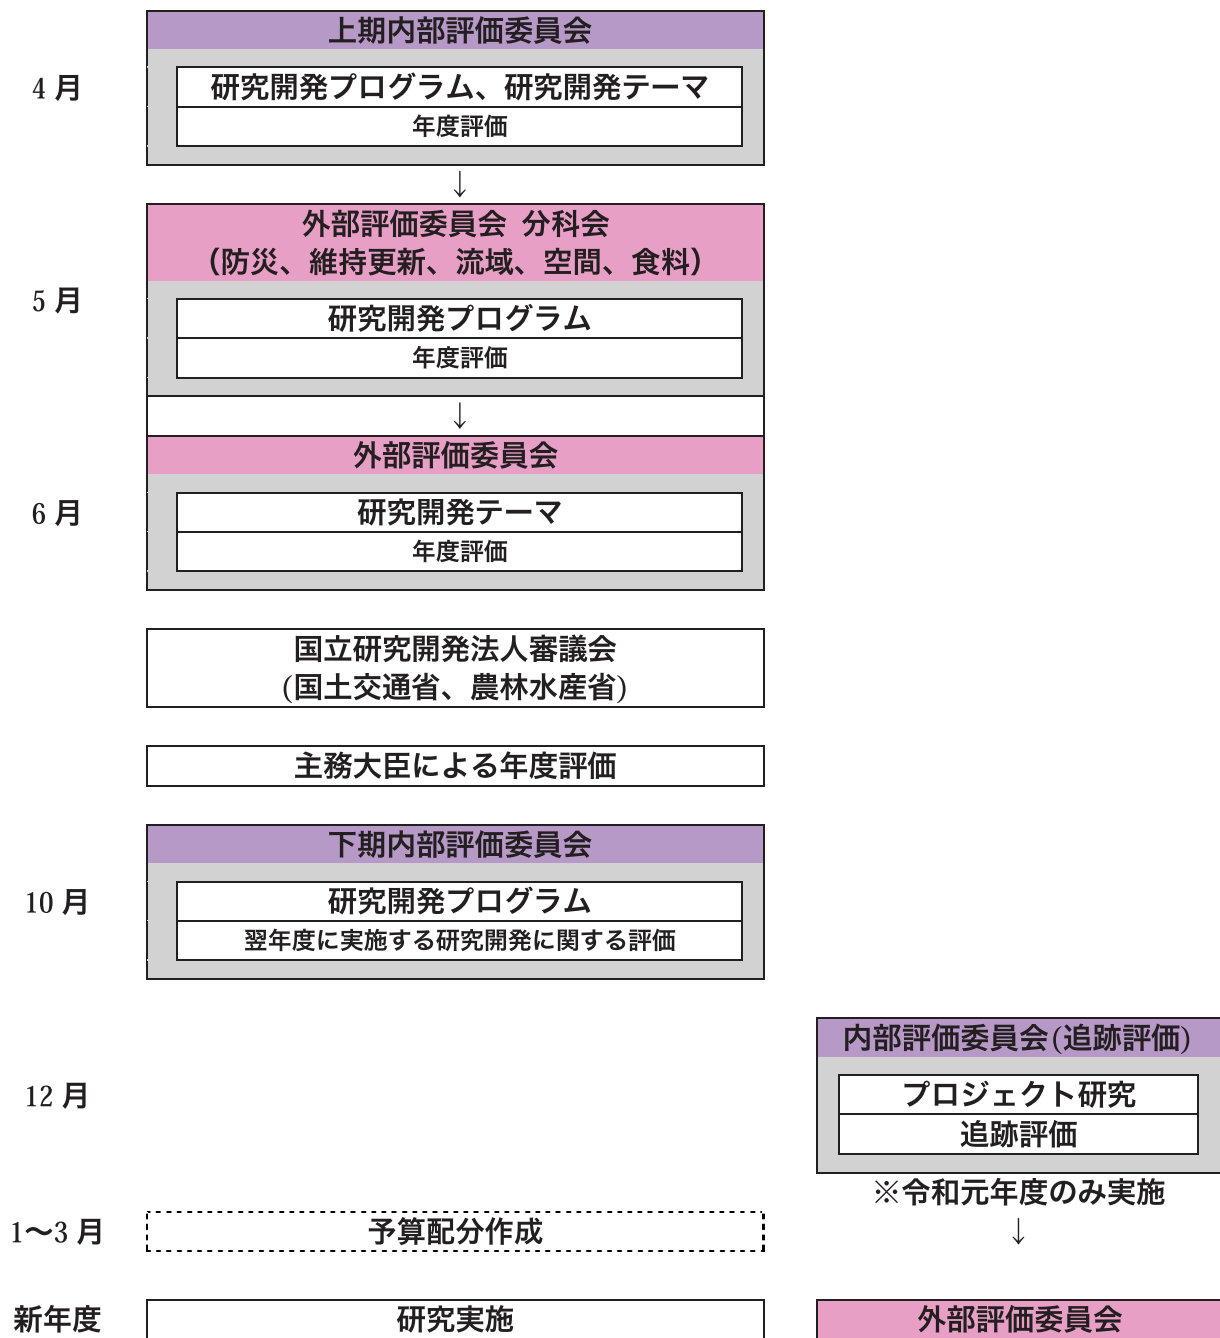 上期内部評価委員会
4 月
研究開発プログラム、研究開発テーマ
年度評価
↓
外部評価委員会 分科会
（防災、維持更新、流域、空間、食料）
5 月
研究開発プログラム
年度評価
↓
外部評価委員会
6 月
研究開発テーマ
年度評価
国立研究開発法人審議会
(国土交通省、農林水産省)
主務大臣による年度評価
下期内部評価委員会
10 月
研究開発プログラム
翌年度に実施する研究開発に関する評価
内部評価委員会(追跡評価)
12 月
プロジェクト研究
追跡評価
※令和元年度のみ実施
1～3 月
予算配分作成
↓
新年度
研究実施
外部評価委員会